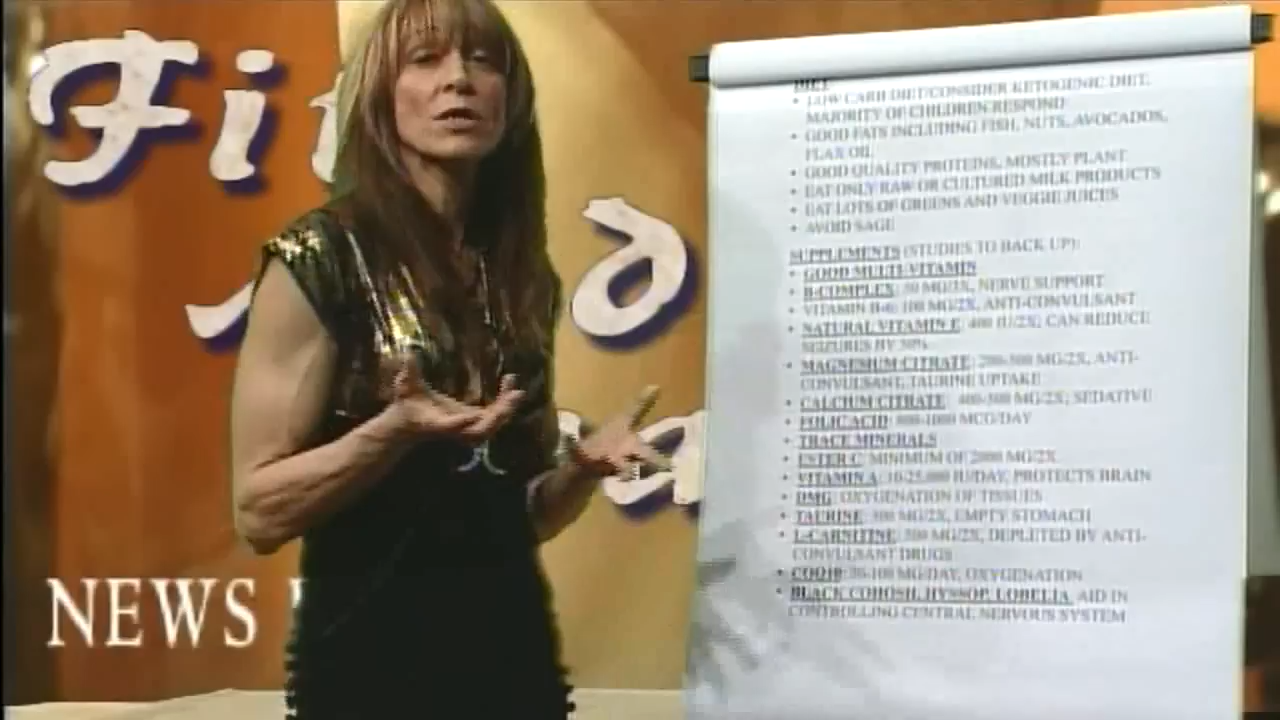 Fit
NEWS
DIET
• LOW CARB DIET/CONSIDER KETOGENIC DIET,
MAJORITY OF CHILDREN RESPOND
• GOOD FATS INCLUDING FISH, NUTS, AVOCADOS,
FLAX OIL
• GOOD QUALITY PROTEINS, MOSTLY PLANT
• EAT ONLY RAW OR CULTURED MILK PRODUCTS
• EAT LOTS OF GREENS AND VEGGIE JUICES
• AVOID SAGE
SUPPLEMENTS (STUDIES TO BACK UP):
• GOOD MULTI-VITAMIN
• B-COMPLEX: 50 MG/2X, NERVE SUPPORT
• VITAMIN B-6: 100 MG/2X, ANTI-CONVULSANT
• NATURAL VITAMIN E: 400 IU/2X; CAN REDUCE
SEIZURES BY 50%
• MAGNESIUM CITRATE: 200-300 MG/2X, ANTI-
CONVULSANT, TAURINE UPTAKE
• CALCIUM CITRATE: 400-500 MG/2X; SEDATIVE
• FOLIC ACID: 800-1000 MCG/DAY
• TRACE MINERALS
• ESTER C: MINIMUM OF 2000 MG/2X
• VITAMIN A: 10/25,000 IU/DAY, PROTECTS BRAIN
• DMG: OXYGENATION OF TISSUES
• TAURINE: 500 MG/2X, EMPTY STOMACH
• L-CARNITINE: 500 MG/2X, DEPLETED BY ANTI-
CONVULSANT DRUGS
• COQ10: 30-100 MG/DAY, OXYGENATION
• BLACK COHOSH, HYSSOP, LOBELIA: AID IN
CONTROLLING CENTRAL NERVOUS SYSTEM